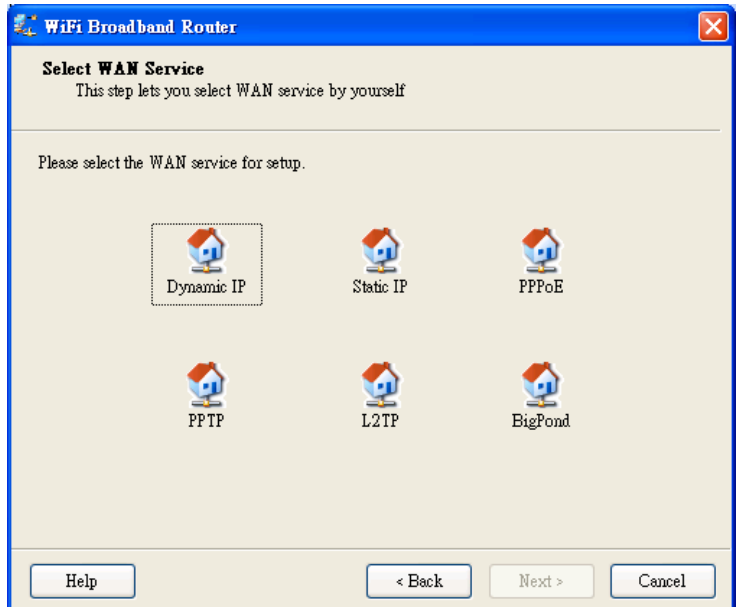 WiFi Broadband Router
Select WAN Service
This step lets you select WAN service by yourself
Please select the WAN service for setup.
Dynamic IP
Static IP
PPPoE
PPTP
L2TP
BigPond
Help
< Back
Next >
Cancel